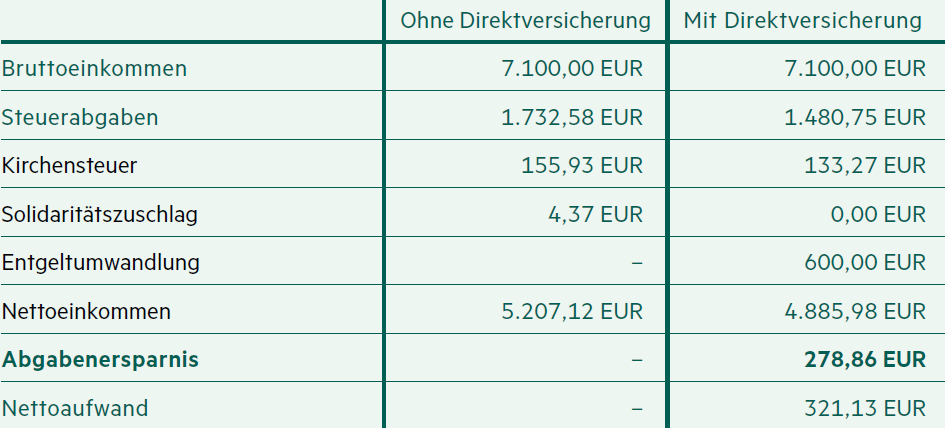 Ohne Direktversicherung Mit Direktversicherung
Bruttoeinkommen 7.100,00 EUR 7.100,00 EUR
Steuerabgaben 1.732,58 EUR 1.480,75 EUR
Kirchensteuer 155,93 EUR 133,27 EUR
Solidaritätszuschlag 4,37 EUR 0,00 EUR
Entgeltumwandlung – 600,00 EUR
Nettoeinkommen 5.207,12 EUR 4.885,98 EUR
Abgabenersparnis – 278,86 EUR
Nettoaufwand – 321,13 EUR